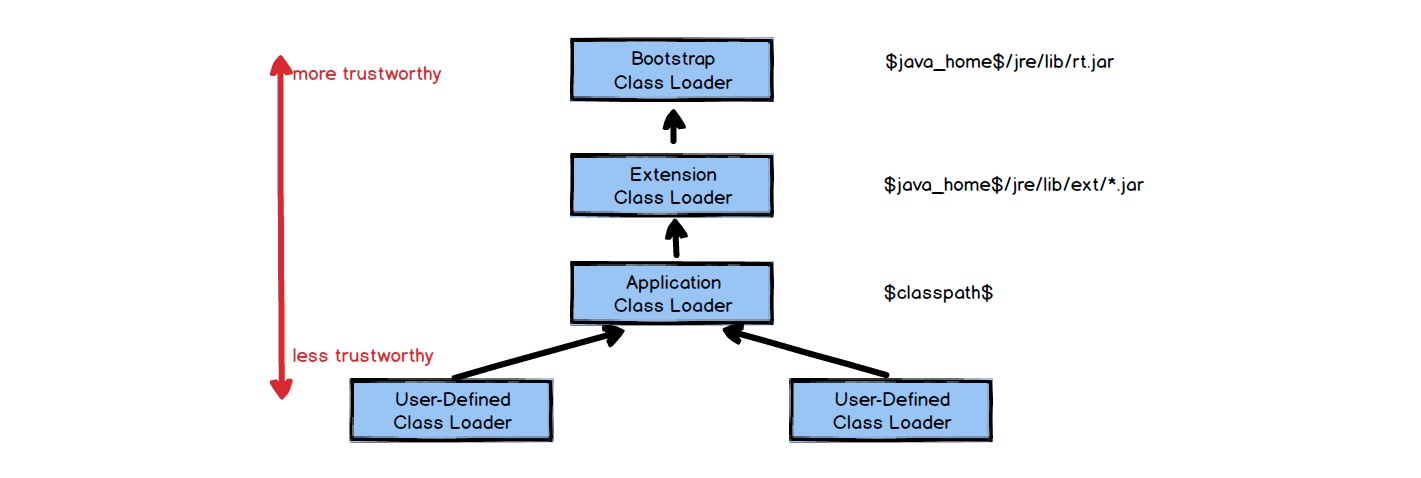 Bootstrap
Class Loader
$java_home$/jre/lib/rt.jar
more trustworthy
Extension
Class Loader
$java_home$/jre/lib/ext/*.jar
Application
Class Loader
$classpath$
less trustworthy
User-Defined
Class Loader
User-Defined
Class Loader